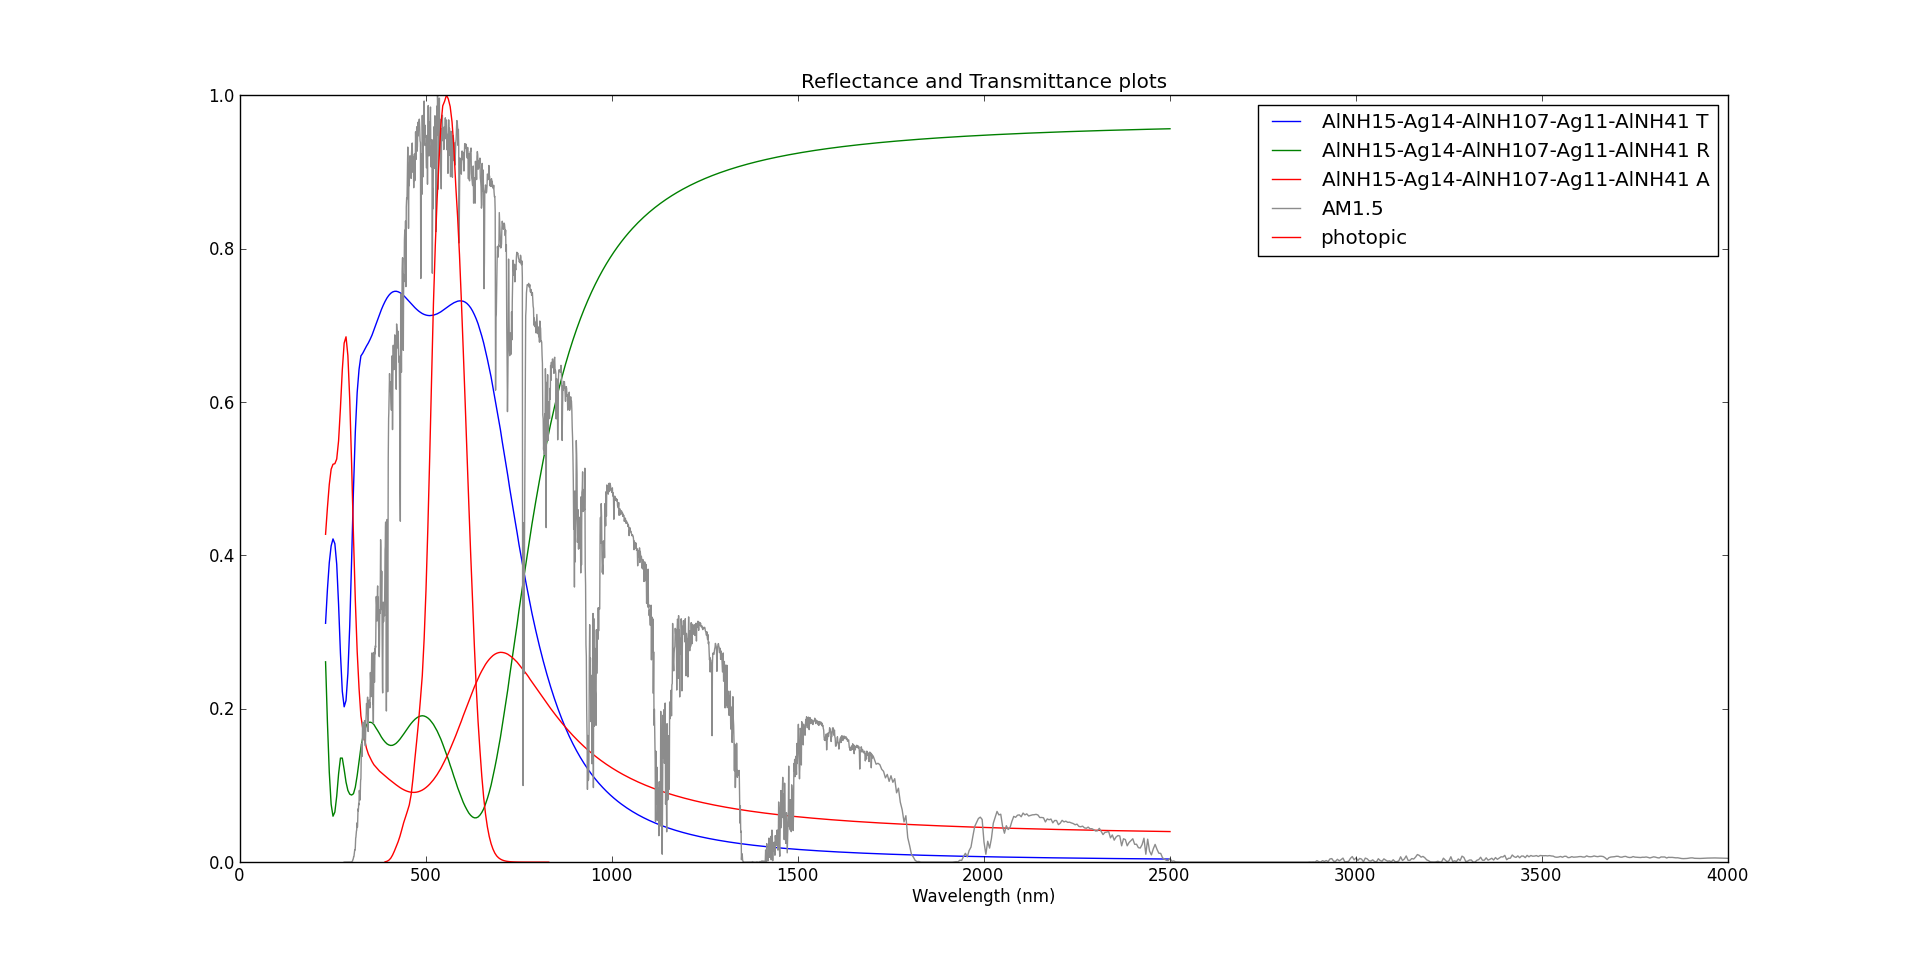 Reflectance and Transmittance plots
1.0
0.8
0.6
0.4
0.2
0.0
AlNH15-Ag14-AlNH107-Ag11-AlNH41 T
AlNH15-Ag14-AlNH107-Ag11-AlNH41 R
AlNH15-Ag14-AlNH107-Ag11-AlNH41 A
AM1.5
photopic
0 500 1000 1500 2000 2500 3000 3500 4000
Wavelength (nm)